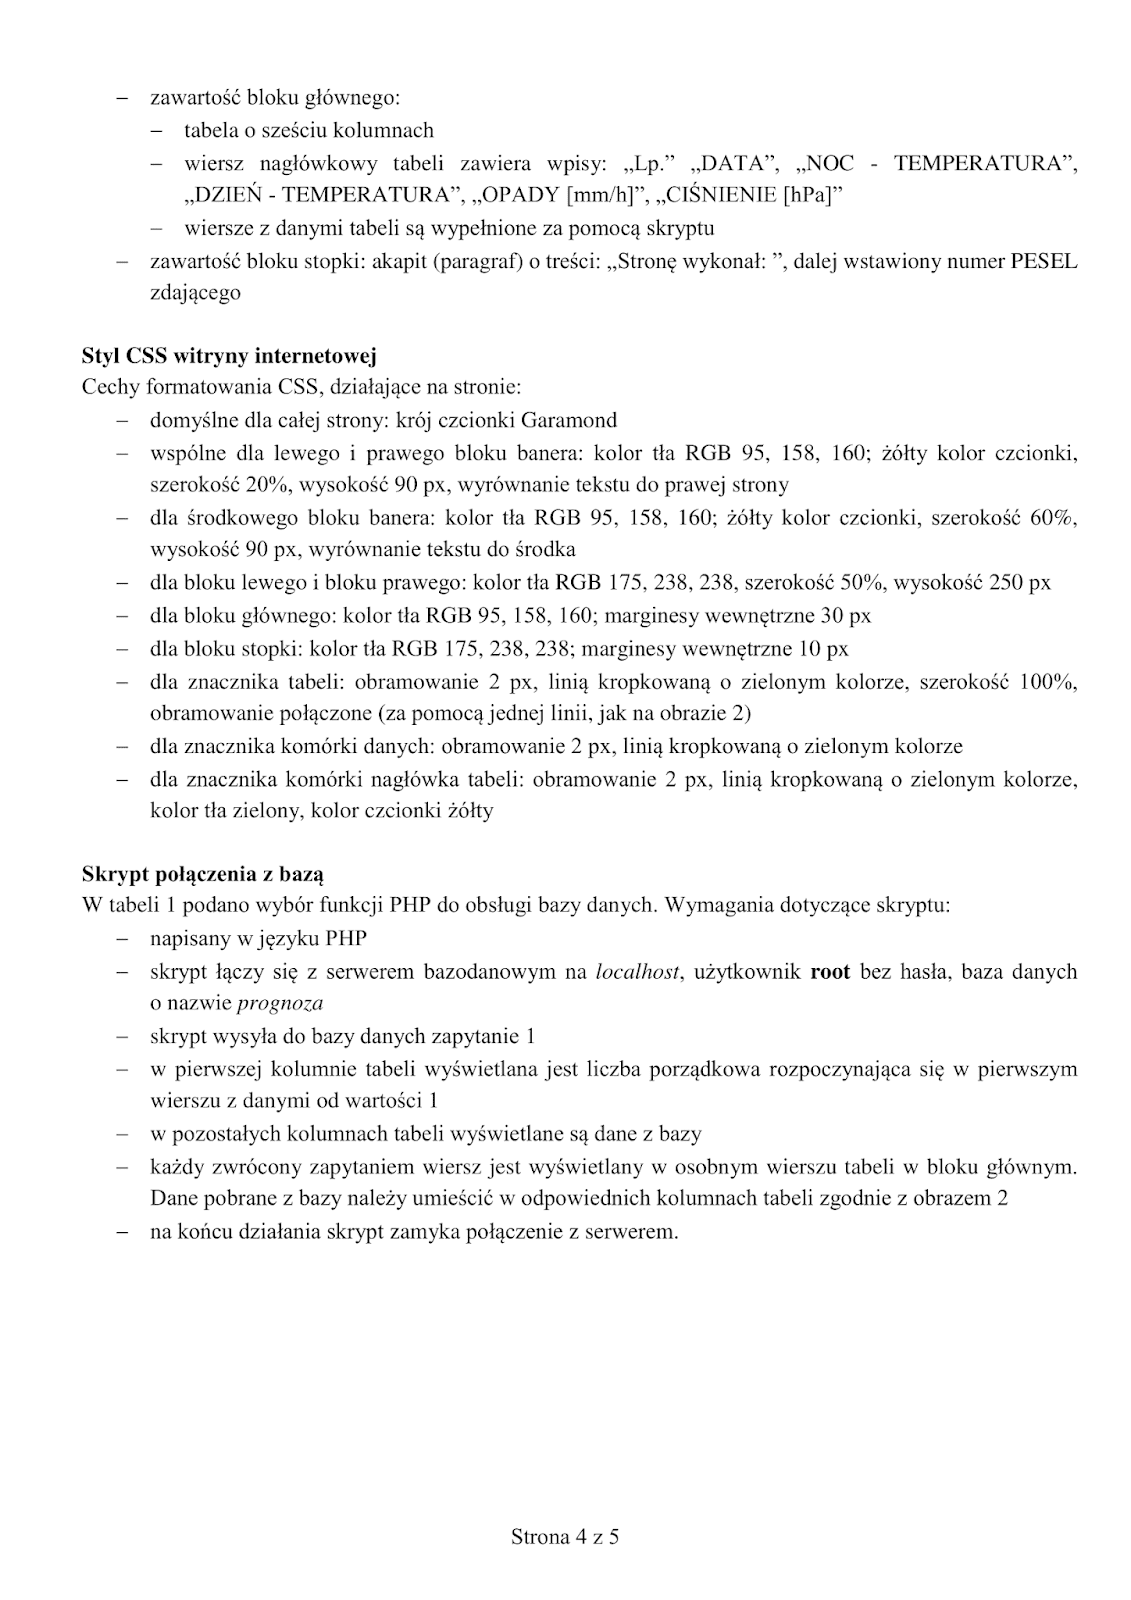 – zawartość bloku głównego:
– tabela o sześciu kolumnach
– wiersz nagłówkowy tabeli zawiera wpisy: „Lp.” „DATA”, „NOC - TEMPERATURA”,
„DZIEŃ - TEMPERATURA”, „OPADY [mm/h]”, „CIŚNIENIE [hPa]”
– wiersze z danymi tabeli są wypełnione za pomocą skryptu
– zawartość bloku stopki: akapit (paragraf) o treści: „Stronę wykonał: ”, dalej wstawiony numer PESEL
zdającego
Styl CSS witryny internetowej
Cechy formatowania CSS, działające na stronie:
– domyślne dla całej strony: krój czcionki Garamond
– wspólne dla lewego i prawego bloku banera: kolor tła RGB 95, 158, 160; żółty kolor czcionki,
szerokość 20%, wysokość 90 px, wyrównanie tekstu do prawej strony
– dla środkowego bloku banera: kolor tła RGB 95, 158, 160; żółty kolor czcionki, szerokość 60%,
wysokość 90 px, wyrównanie tekstu do środka
– dla bloku lewego i bloku prawego: kolor tła RGB 175, 238, 238, szerokość 50%, wysokość 250 px
– dla bloku głównego: kolor tła RGB 95, 158, 160; marginesy wewnętrzne 30 px
– dla bloku stopki: kolor tła RGB 175, 238, 238; marginesy wewnętrzne 10 px
– dla znacznika tabeli: obramowanie 2 px, linią kropkowaną o zielonym kolorze, szerokość 100%,
obramowanie połączone (za pomocą jednej linii, jak na obrazie 2)
– dla znacznika komórki danych: obramowanie 2 px, linią kropkowaną o zielonym kolorze
– dla znacznika komórki nagłówka tabeli: obramowanie 2 px, linią kropkowaną o zielonym kolorze,
kolor tła zielony, kolor czcionki żółty
Skrypt połączenia z bazą
W tabeli 1 podano wybór funkcji PHP do obsługi bazy danych. Wymagania dotyczące skryptu:
– napisany w języku PHP
– skrypt łączy się z serwerem bazodanowym na localhost, użytkownik root bez hasła, baza danych
o nazwie prognoza
– skrypt wysyła do bazy danych zapytanie 1
– w pierwszej kolumnie tabeli wyświetlana jest liczba porządkowa rozpoczynająca się w pierwszym
wierszu z danymi od wartości 1
– w pozostałych kolumnach tabeli wyświetlane są dane z bazy
– każdy zwrócony zapytaniem wiersz jest wyświetlany w osobnym wierszu tabeli w bloku głównym.
Dane pobrane z bazy należy umieścić w odpowiednich kolumnach tabeli zgodnie z obrazem 2
– na końcu działania skrypt zamyka połączenie z serwerem.
Strona 4 z 5